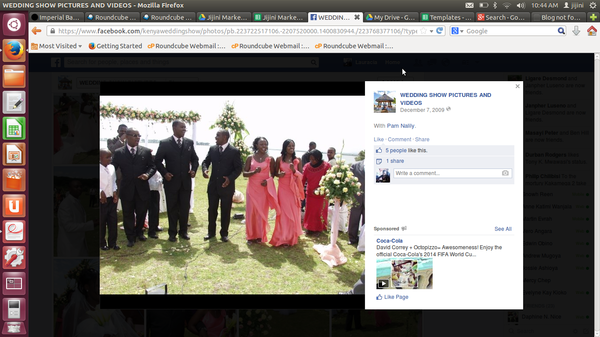 WEDDING SHOW PICTURES AND VIDEOS - Mozilla Firefox
10:44 AM
jijini
Imperial Ba...
Roundcube ...
Roundcube ...
Jijini Marke...
Jijini Marke...
WEDDIN...
My Drive - G...
Templates - ...
Search - Go...
Blog not fo...
https://www.facebook.com/kenyaweddingshow/photos/pb.223722517106.-2207520000.1400830944./223768377106/?type
Google
Most Visited
Getting Started
Roundcube Webmail :...
Roundcube Webmail :...
Roundcube Webmail :...
WEDDING SHOW PICTURES AND
VIDEOS
December 7, 2009
With Pam Nally.
Like · Comment · Share
5 people like this.
1 share
Write a comment...
Sponsored
See All
Coca-Cola
David Correy + Octopizzo= Awesomeness! Enjoy the
official Coca-Cola's 2014 FIFA World Cu...
Like Page